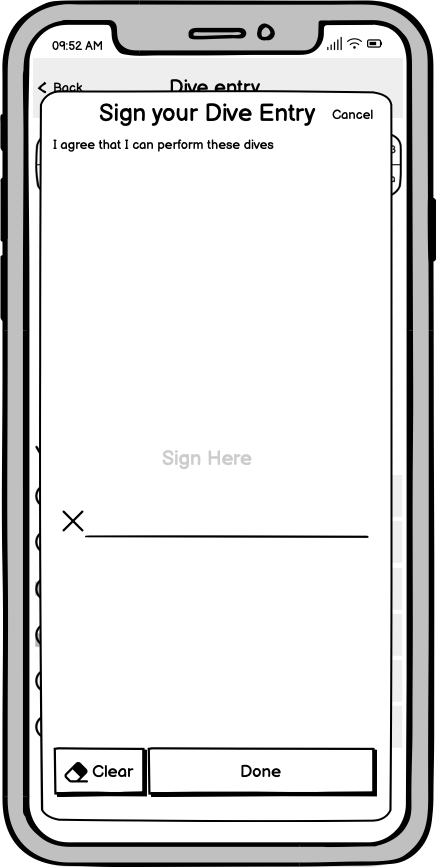 09:52 AM
Back
Dive entry
Sign your Dive Entry
Cancel
I agree that I can perform these dives
Sign Here
Clear
Done